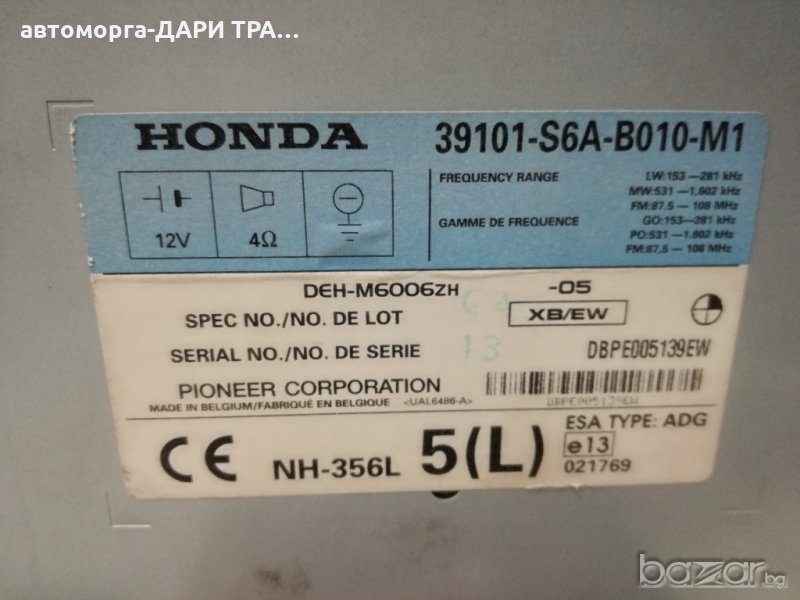 автоморга-ДАРИ ТРА...
HONDA 39101-S6A-B010-M1
12V 4Ω
FREQUENCY RANGE LW:153—281 kHz
MW:531—1,602 kHz
FM:87.5—108 MHz
GAMME DE FREQUENCE GO:153—281 kHz
PO:531—1,602 kHz
FM:87,5—108 MHz
DEH-M6006ZH -05
SPEC NO./NO. DE LOT XB/EW
SERIAL NO./NO. DE SERIE 13 DBPE005139EW
PIONEER CORPORATION
MADE IN BELGIUM/FABRIQUÉ EN BELGIQUE <UAL6486-A> DBPE005139EW
CE NH-356L 5(L) ESA TYPE: ADG
e13
021769
bazar.bg